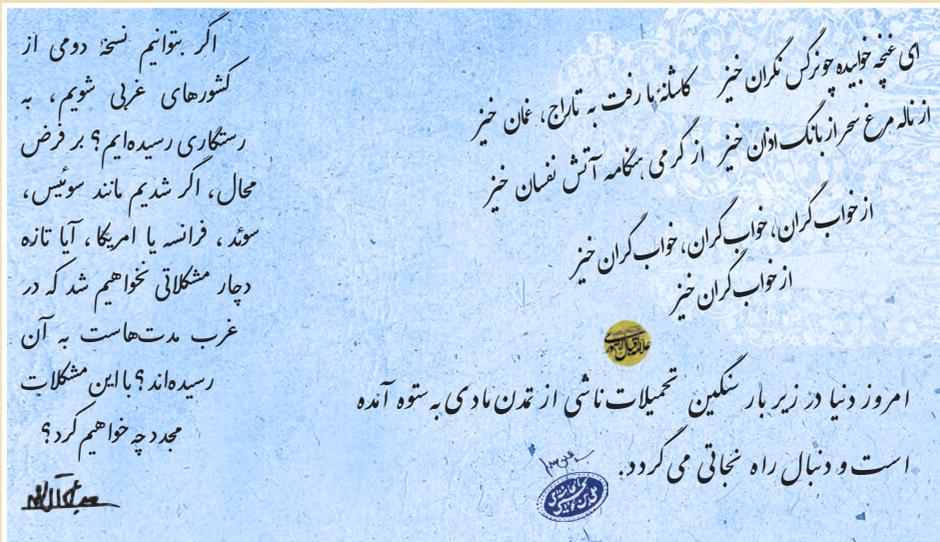 ای غنچه خوابیده چو نرگس نگران خیز کاشانهٔ ما رفت به تاراج، غمان خیز
از ناله مرغ سحر از بانگ اذان خیز از گرمی هنگامه آتش نفسان خیز
از خواب گران، خواب گران، خواب گران خیز
از خواب گران خیز
علامه اقبال لاهوری
امروز دنیا در زیر بار سنگین تحمیلات ناشی از تمدن مادی به ستوه آمده
است و دنبال راه نجاتی می‌گردد.
اگر بتوانیم نسخهٔ دومی از
کشورهای غربی شویم، به
رستگاری رسیده‌ایم؟ بر فرض
محال، اگر شدیم مانند سوئیس،
سوئد، فرانسه یا امریکا، آیا تازه
دچار مشکلاتی نخواهیم شد که در
غرب مدت‌هاست به آن
رسیده‌اند؟ با این مشکلات
مجدد چه خواهیم کرد؟